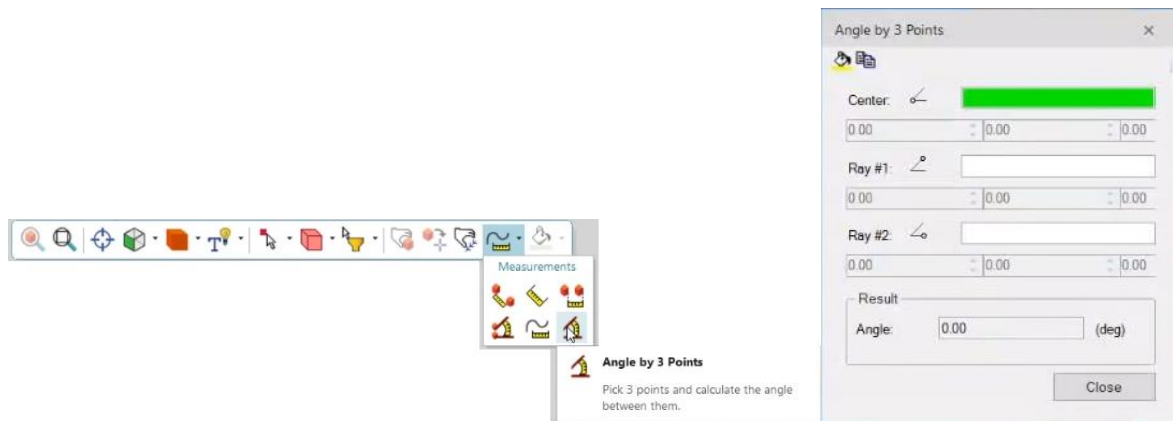 Measurements
Angle by 3 Points
Pick 3 points and calculate the angle
between them.
Angle by 3 Points
Center:
0.00 0.00 0.00
Ray #1:
0.00 0.00 0.00
Ray #2:
0.00 0.00 0.00
Result
Angle: 0.00 (deg)
Close